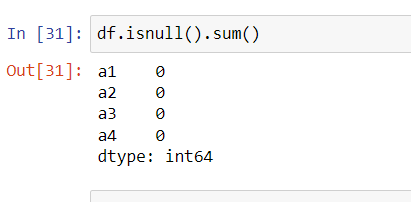 In [31]: df.isnull().sum()
Out[31]: a1    0
a2    0
a3    0
a4    0
dtype: int64